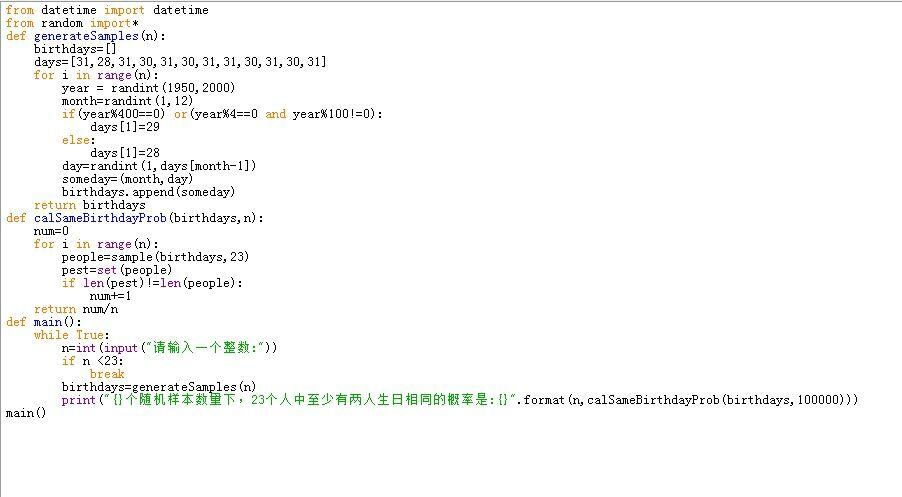 from datetime import datetime
from random import*
def generateSamples(n):
    birthdays=[]
    days=[31,28,31,30,31,30,31,31,30,31,30,31]
    for i in range(n):
        year = randint(1950,2000)
        month=randint(1,12)
        if(year%400==0) or(year%4==0 and year%100!=0):
            days[1]=29
        else:
            days[1]=28
        day=randint(1,days[month-1])
        someday=(month,day)
        birthdays.append(someday)
    return birthdays
def calSameBirthdayProb(birthdays,n):
    num=0
    for i in range(n):
        people=sample(birthdays,23)
        pest=set(people)
        if len(pest)!=len(people):
            num+=1
    return num/n
def main():
    while True:
        n=int(input("请输入一个整数:"))
        if n <23:
            break
        birthdays=generateSamples(n)
        print("{}个随机样本数量下，23个人中至少有两人生日相同的概率是:{}".format(n,calSameBirthdayProb(birthdays,100000)))
main()